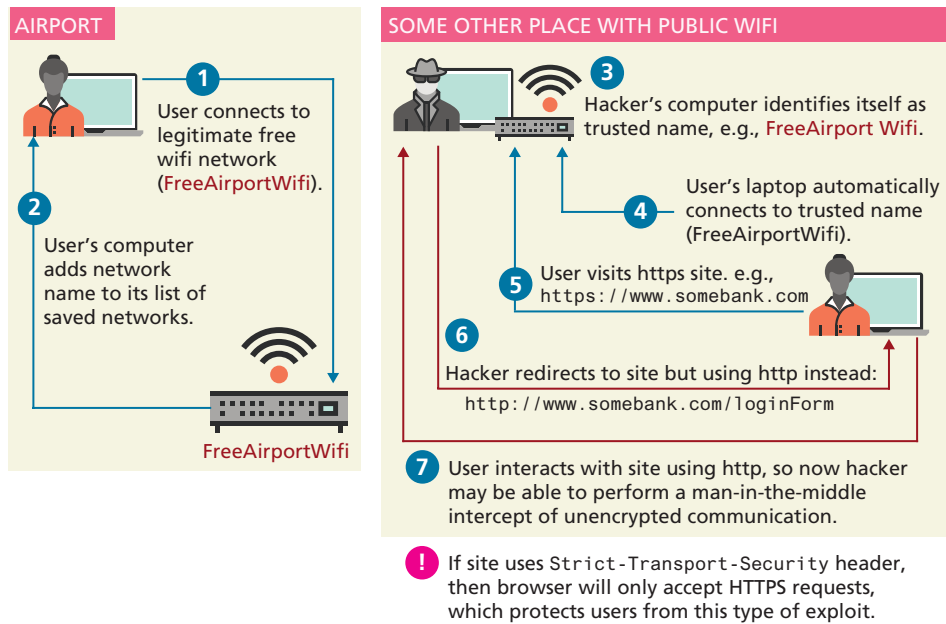 AIRPORT
1
User connects to
legitimate free
wifi network
(FreeAirportWifi).
2
User's computer
adds network
name to its list of
saved networks.
FreeAirportWifi
SOME OTHER PLACE WITH PUBLIC WIFI
3
Hacker's computer identifies itself as
trusted name, e.g., FreeAirport Wifi.
4
User's laptop automatically
connects to trusted name
(FreeAirportWifi).
5
User visits https site. e.g.,
https://www.somebank.com
6
Hacker redirects to site but using http instead:
http://www.somebank.com/loginForm
7
User interacts with site using http, so now hacker
may be able to perform a man-in-the-middle
intercept of unencrypted communication.
!
If site uses Strict-Transport-Security header,
then browser will only accept HTTPS requests,
which protects users from this type of exploit.